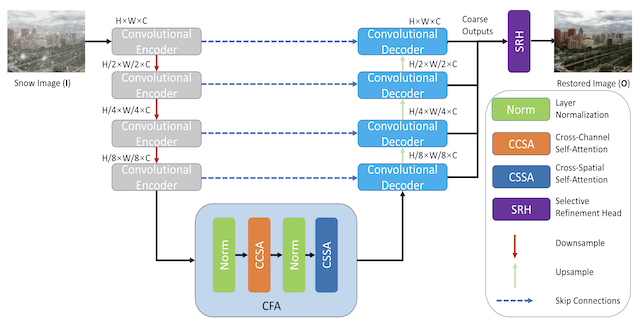 H×W×C
H×W×C
Coarse
Outputs
Convolutional
Encoder
Convolutional
Decoder
SRH
Snow Image (I)
Restored Image (O)
H/2×W/2×C
H/2×W/2×C
Convolutional
Encoder
Convolutional
Decoder
H/4×W/4×C
H/4×W/4×C
Convolutional
Encoder
Convolutional
Decoder
H/8×W/8×C
H/8×W/8×C
Convolutional
Encoder
Convolutional
Decoder
Norm
CCSA
Norm
CSSA
CFA
Norm
Layer
Normalization
CCSA
Cross-Channel
Self-Attention
CSSA
Cross-Spatial
Self-Attention
SRH
Selective
Refinement Head
Downsample
Upsample
Skip Connections